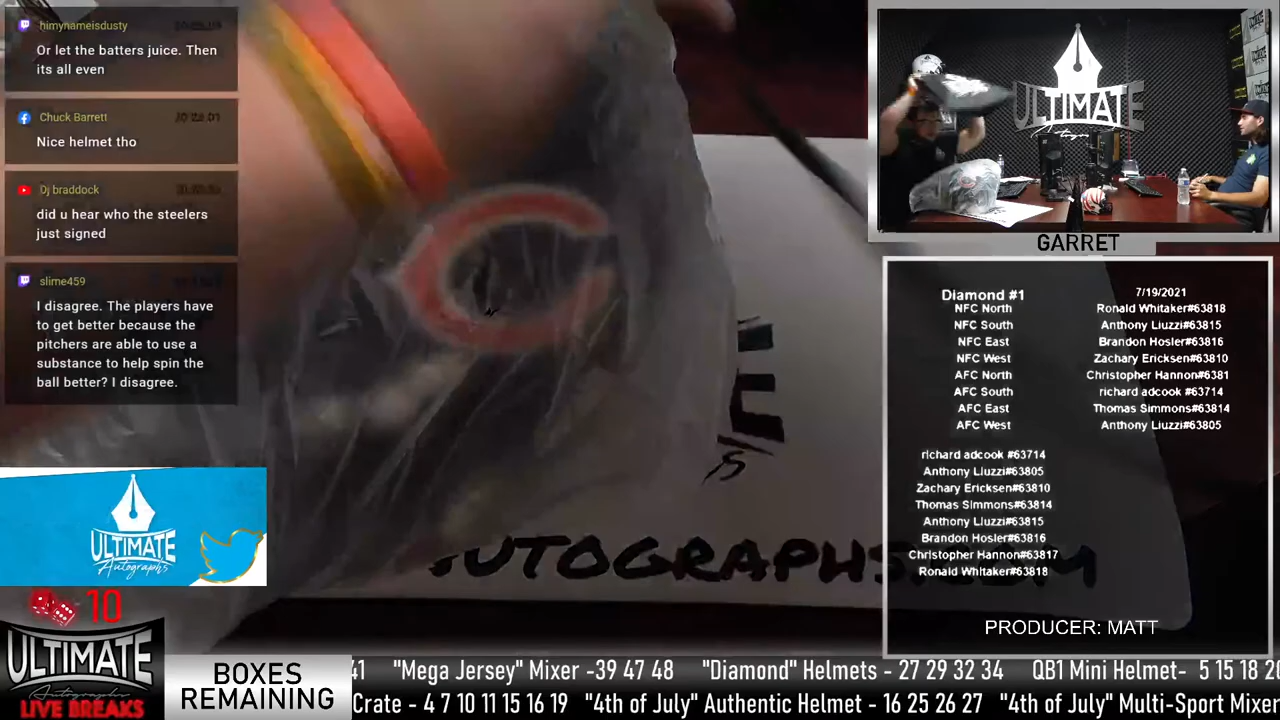 himynameisdusty
Or let the batters juice. Then
its all even
Chuck Barrett
Nice helmet tho
Dj braddock
did u hear who the steelers
just signed
slime459
I disagree. The players have
to get better because the
pitchers are able to use a
substance to help spin the
ball better? I disagree.
ULTIMATE
Autographs
10
ULTIMATE
Autographs
LIVE BREAKS
BOXES
REMAINING
AUTOGRAPHS.COM
ULTIMATE
GARRET
Diamond #1 7/19/2021
NFC North Ronald Whitaker#63818
NFC South Anthony Liuzzi#63815
NFC East Brandon Hosler#63816
NFC West Zachary Ericksen#63810
AFC North Christopher Hannon#6381
AFC South richard adcook #63714
AFC East Thomas Simmons#63814
AFC West Anthony Liuzzi#63805
richard adcook #63714
Anthony Liuzzi#63805
Zachary Ericksen#63810
Thomas Simmons#63814
Anthony Liuzzi#63815
Brandon Hosler#63816
Christopher Hannon#63817
Ronald Whitaker#63818
PRODUCER: MATT
41 "Mega Jersey" Mixer -39 47 48 "Diamond" Helmets - 27 29 32 34 QB1 Mini Helmet- 5 15 18 20
Crate - 4 7 10 11 15 16 19 "4th of July" Authentic Helmet - 16 25 26 27 "4th of July" Multi-Sport Mixer